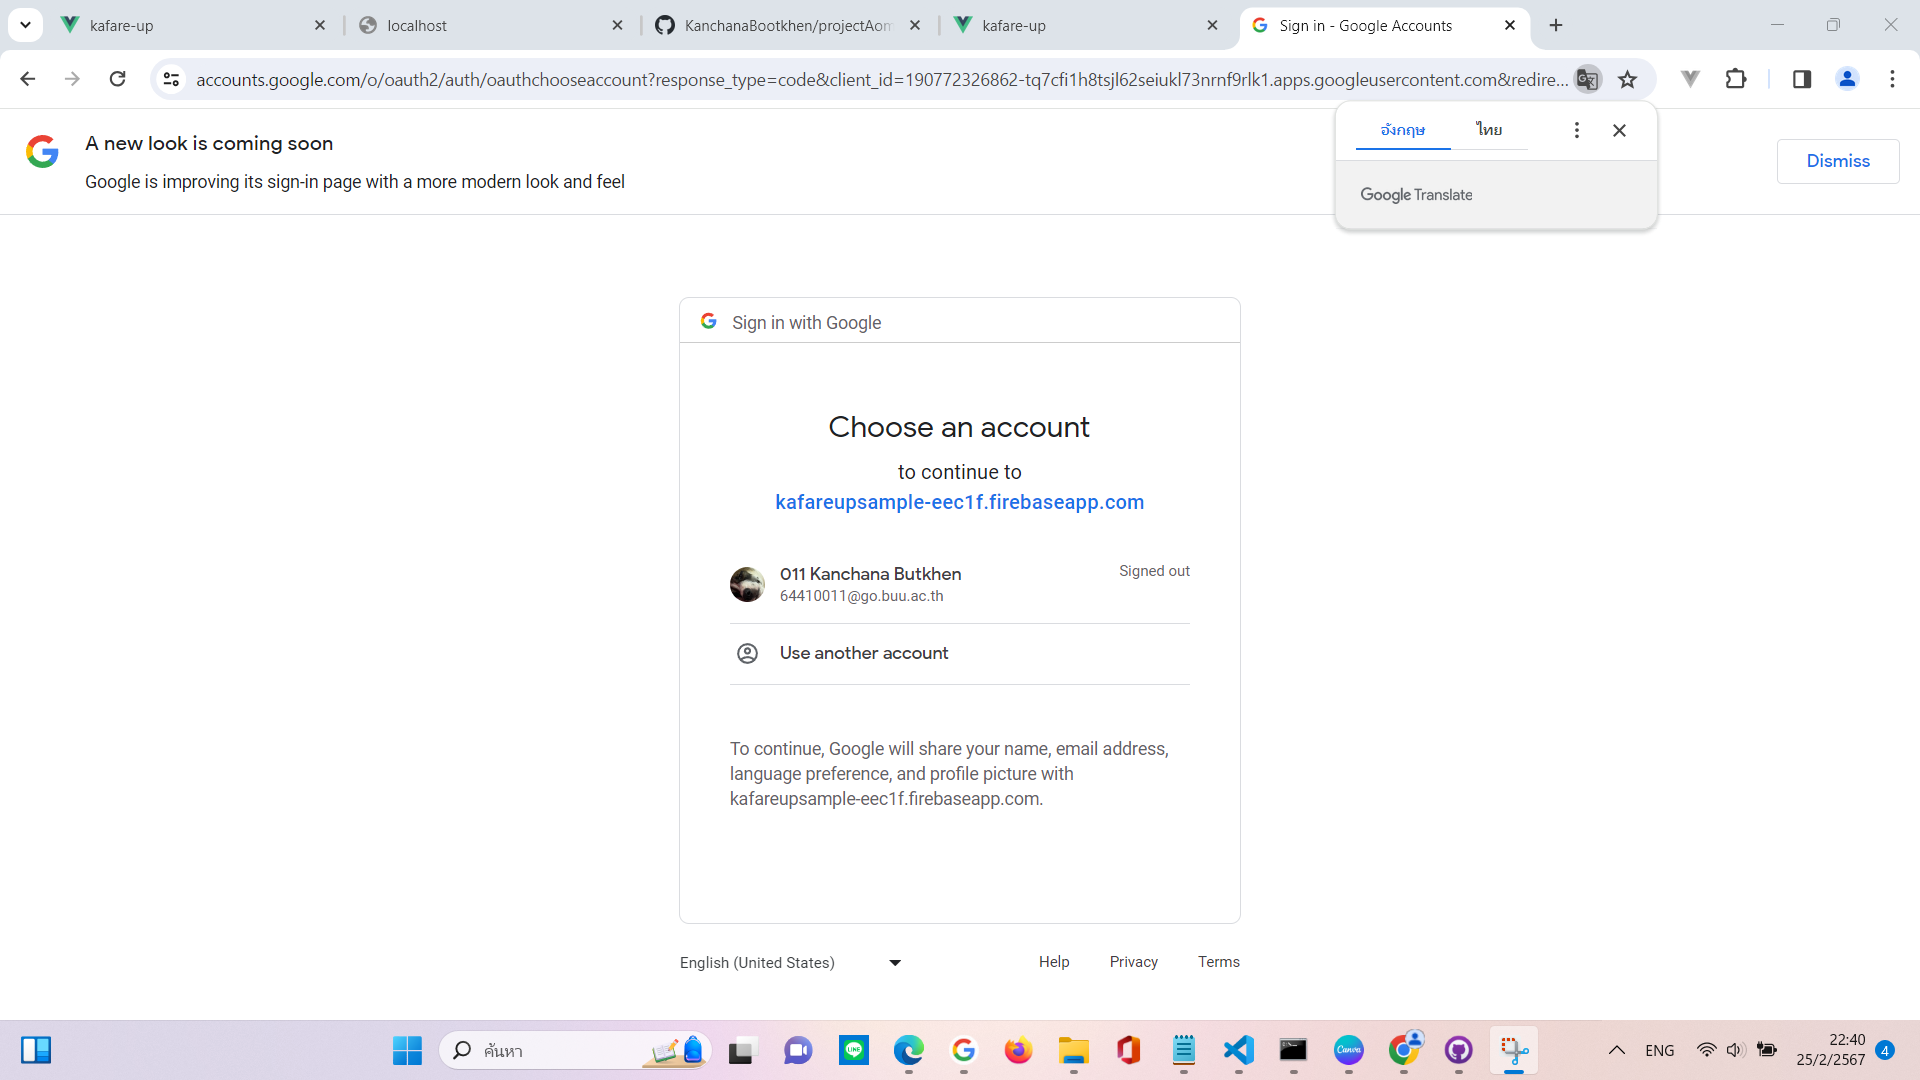 kafare-up
localhost
KanchanaBootkhen/projectAom
kafare-up
Sign in - Google Accounts
accounts.google.com/o/oauth2/auth/oauthchooseaccount?response_type=code&client_id=190772326862-tq7cfi1h8tsjl62seiukl73nrnf9rlk1.apps.googleusercontent.com&redire...
อังกฤษ
ไทย
Google Translate
A new look is coming soon
Google is improving its sign-in page with a more modern look and feel
Dismiss
Sign in with Google
Choose an account
to continue to
kafareupsample-eec1f.firebaseapp.com
011 Kanchana Butkhen
Signed out
64410011@go.buu.ac.th
Use another account
To continue, Google will share your name, email address,
language preference, and profile picture with
kafareupsample-eec1f.firebaseapp.com.
English (United States)
Help
Privacy
Terms
ค้นหา
LINE
Canva
ENG
22:40
25/2/2567
4